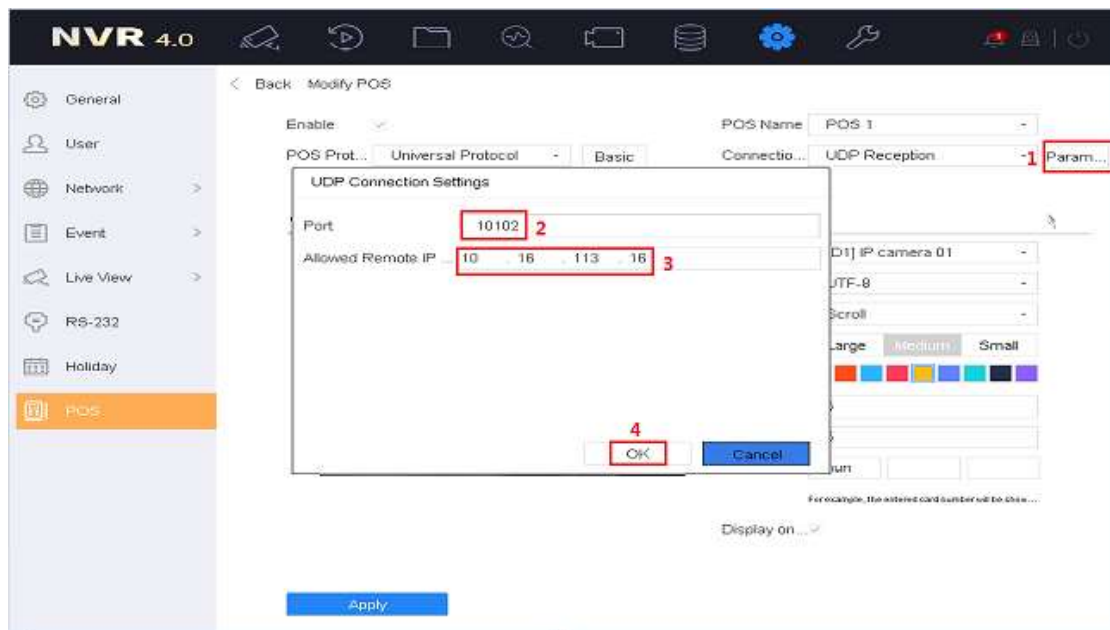 NVR 4.0
General
User
Network
Event
Live View
RS-232
Holiday
POS
Back Modify POS
Enable
POS Name POS 1
POS Prot... Universal Protocol Basic
Connectio... UDP Reception 1 Param...
UDP Connection Settings
Port 10102 2
Allowed Remote IP ... 10 . 16 . 113 . 16 3
D1] IP camera 01
UTF-8
Scroll
Large Medium Small
4
OK Cancel
For example, the entered card number will be show...
Display on...
Apply